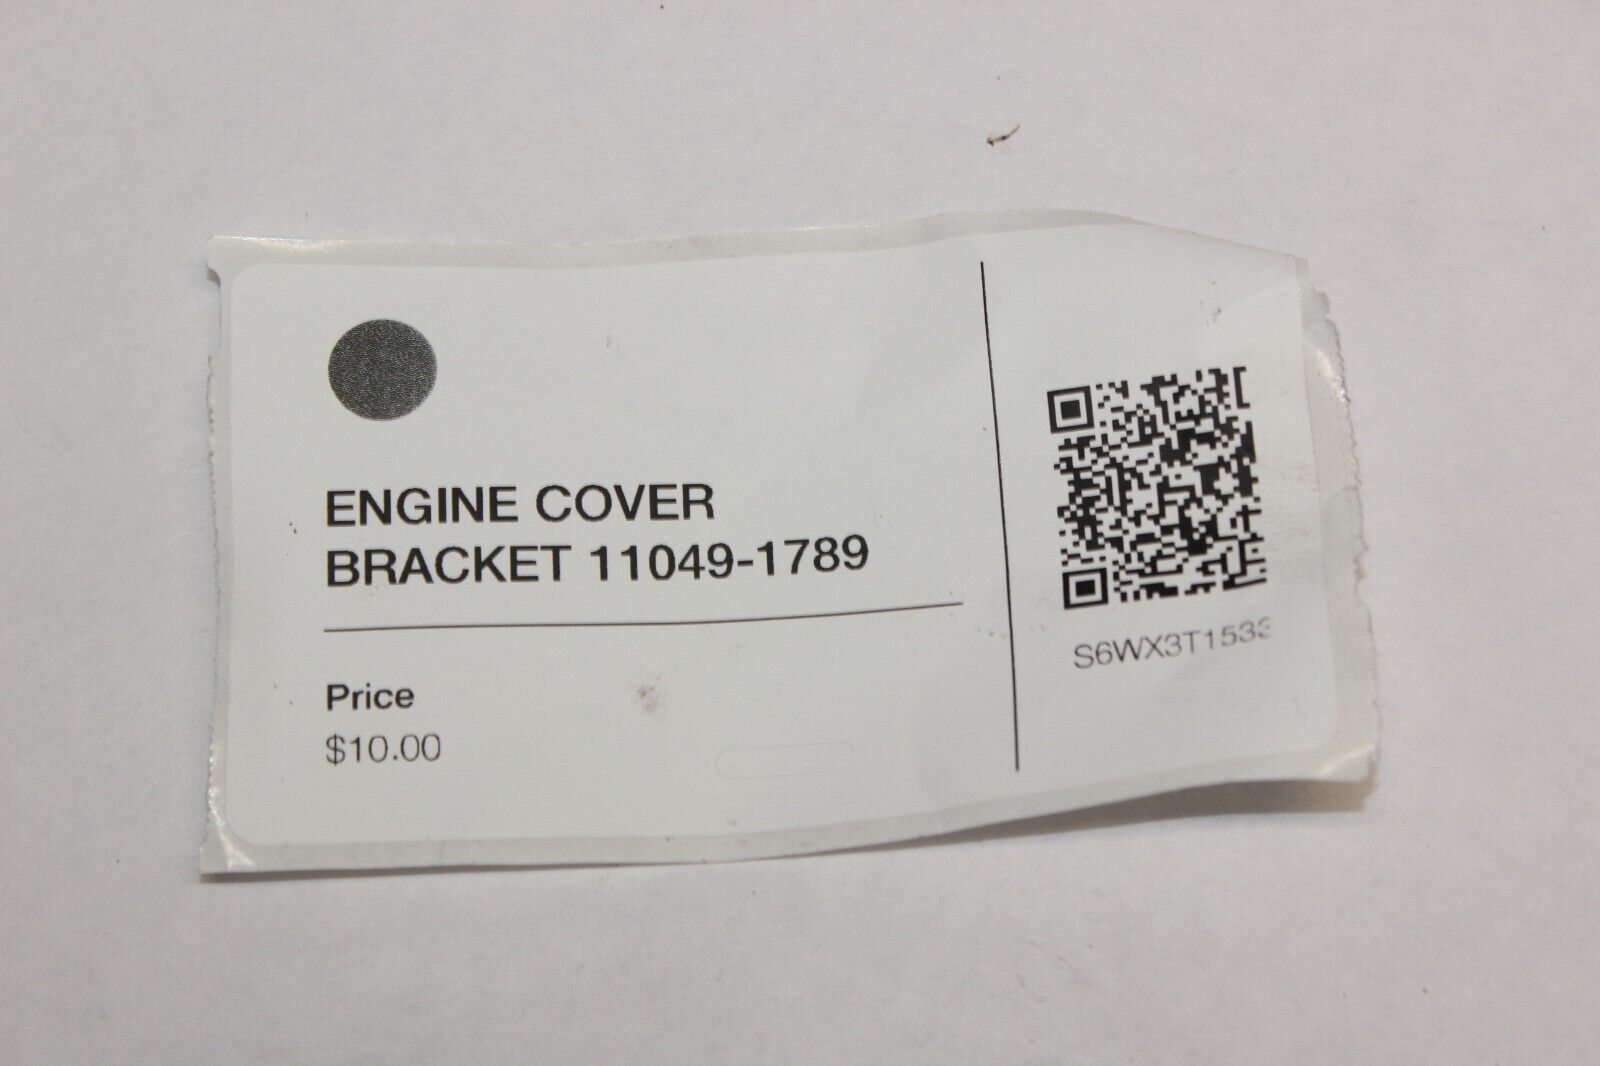 ENGINE COVER
BRACKET 11049-1789
Price
$10.00
S6WX3T1533